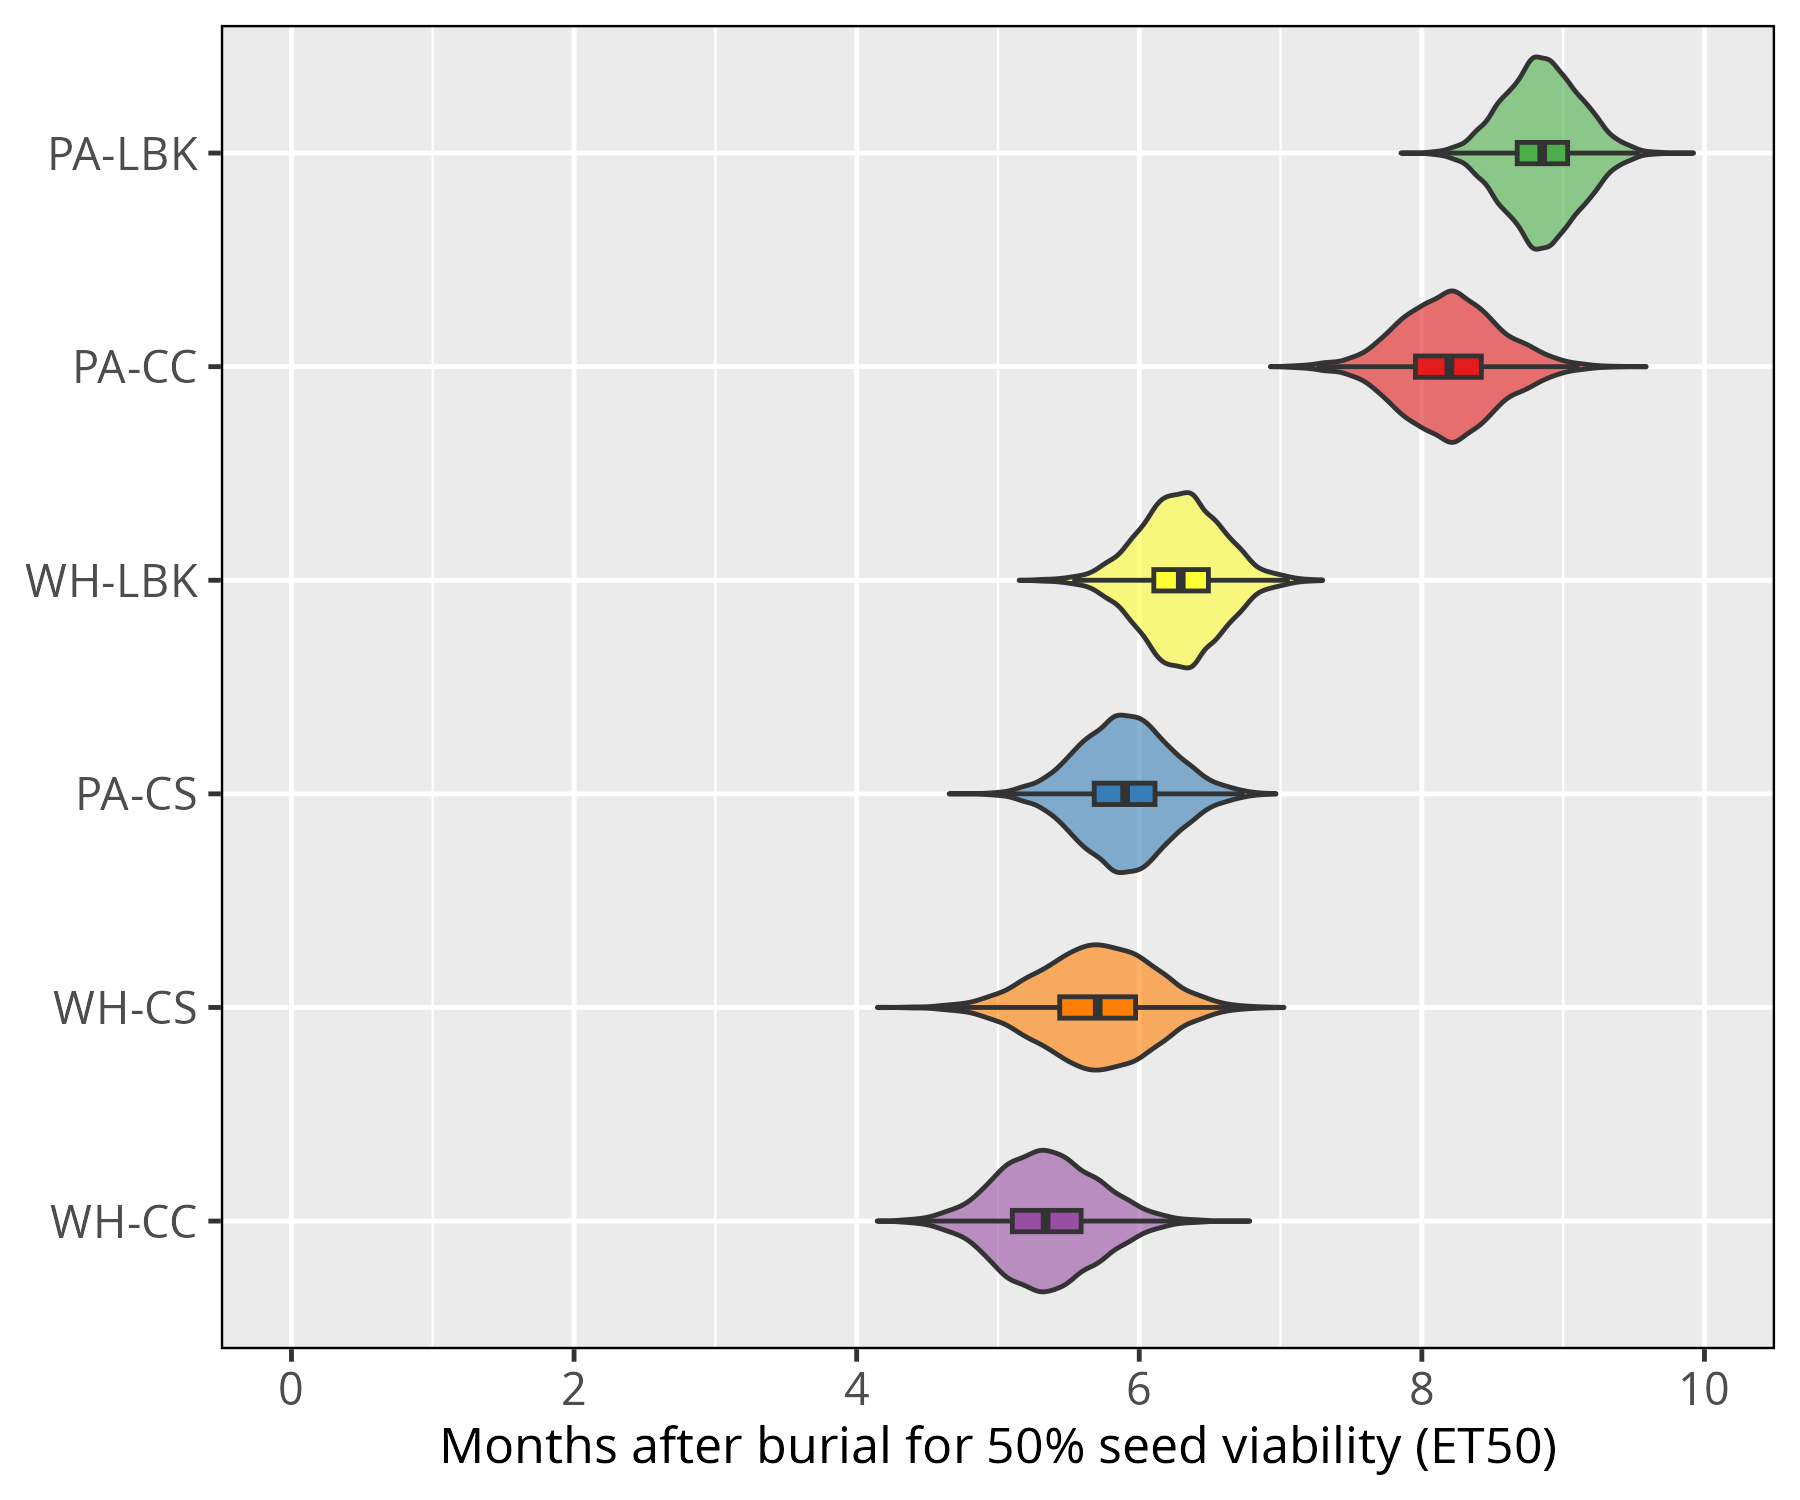 PA-LBK
PA-CC
WH-LBK
PA-CS
WH-CS
WH-CC
0 2 4 6 8 10
Months after burial for 50% seed viability (ET50)